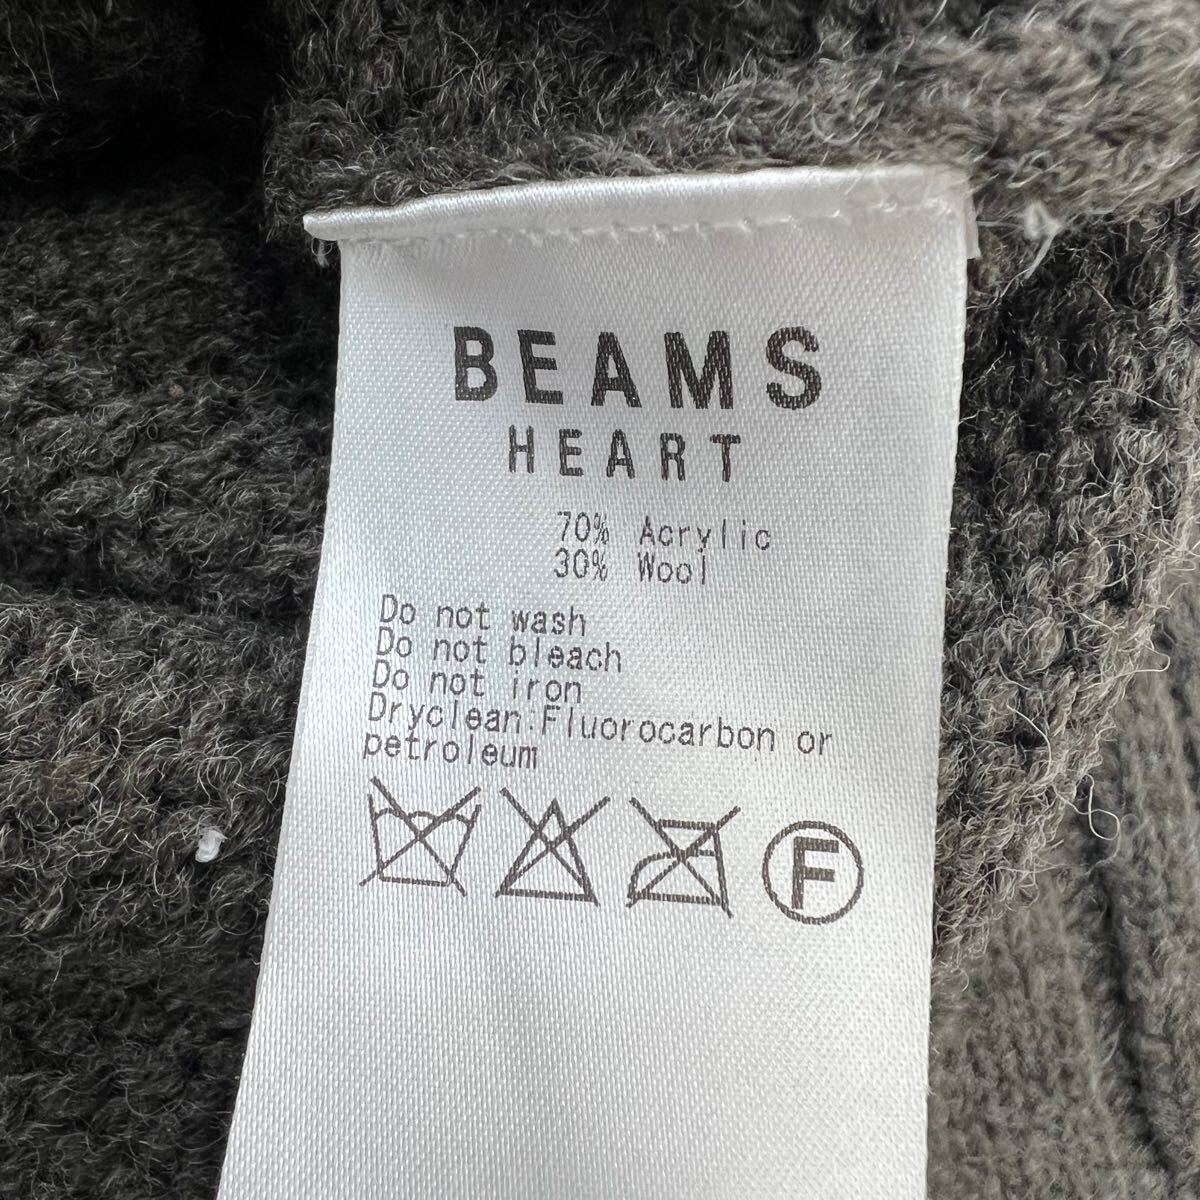 BEAMS
HEART
70% Acrylic
30% Wool
Do not wash
Do not bleach
Do not iron
Dryclean:Fluorocarbon or
petroleum
F